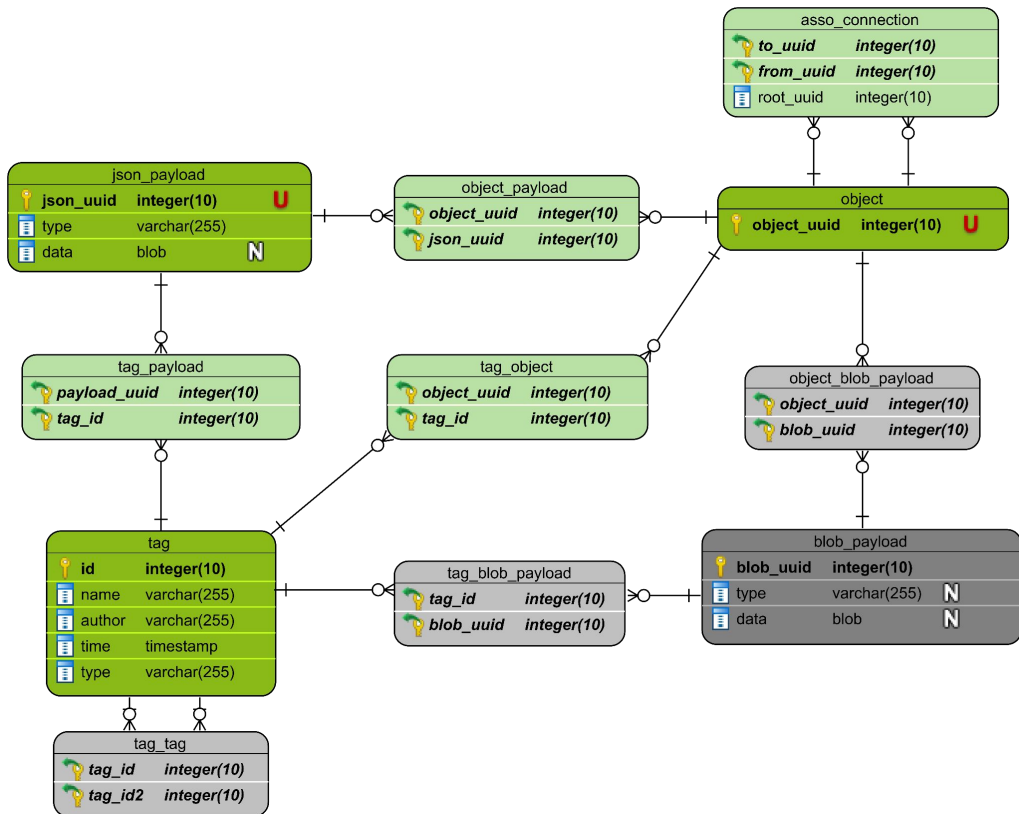 asso_connection
to_uuid integer(10)
from_uuid integer(10)
root_uuid integer(10)
json_payload
json_uuid integer(10) U
type varchar(255)
data blob N
object_payload
object_uuid integer(10)
json_uuid integer(10)
object
object_uuid integer(10) U
tag_payload
payload_uuid integer(10)
tag_id integer(10)
tag_object
object_uuid integer(10)
tag_id integer(10)
object_blob_payload
object_uuid integer(10)
blob_uuid integer(10)
tag
id integer(10)
name varchar(255)
author varchar(255)
time timestamp
type varchar(255)
tag_blob_payload
tag_id integer(10)
blob_uuid integer(10)
blob_payload
blob_uuid integer(10)
type varchar(255) N
data blob N
tag_tag
tag_id integer(10)
tag_id2 integer(10)